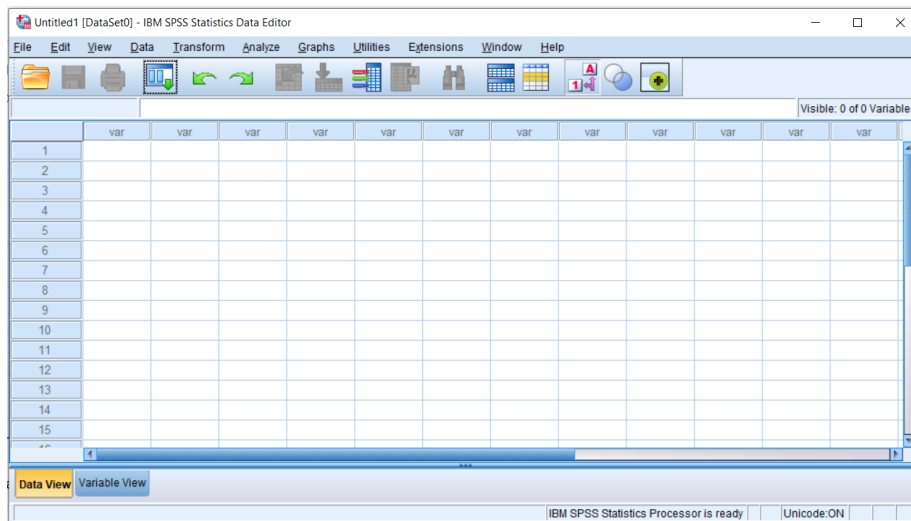 Untitled1 [DataSet0] - IBM SPSS Statistics Data Editor
File Edit View Data Transform Analyze Graphs Utilities Extensions Window Help
A
1 a
μ
Visible: 0 of 0 Variable
var var var var var var var var var var var var
1
2
3
4
5
6
7
8
9
10
11
12
13
14
15
Data View Variable View
IBM SPSS Statistics Processor is ready Unicode:ON